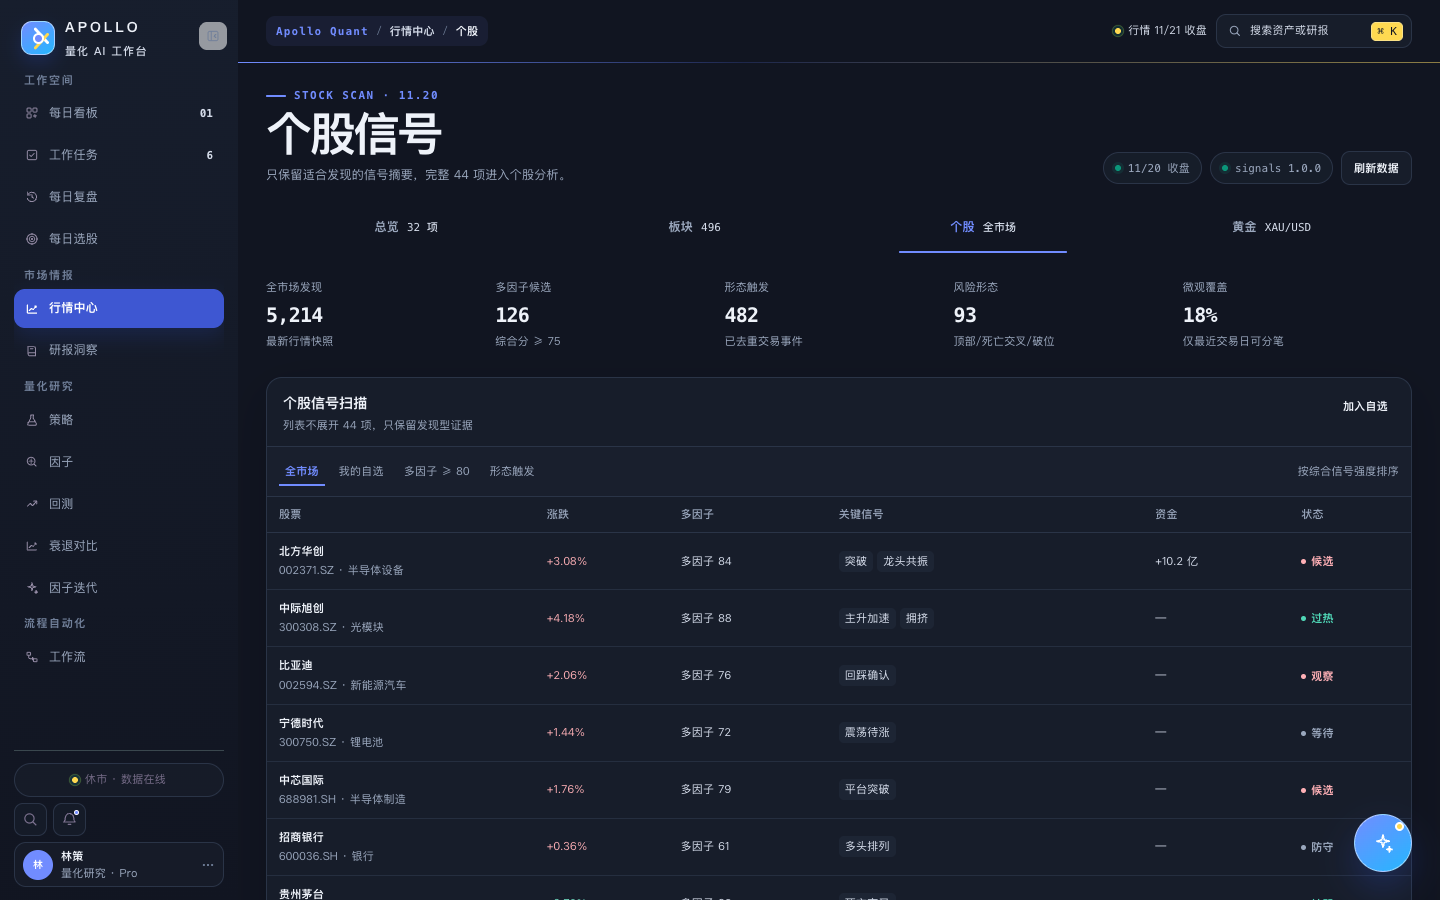 APOLLO
量化 AI 工作台
工作空间
每日看板 01
工作任务 6
每日复盘
每日选股
市场情报
行情中心
研报洞察
量化研究
策略
因子
回测
衰退对比
因子迭代
流程自动化
工作流
休市 · 数据在线
林
林策
量化研究 · Pro
Apollo Quant / 行情中心 / 个股
行情 11/21 收盘
搜索资产或研报
⌘ K
STOCK SCAN · 11.20
个股信号
只保留适合发现的信号摘要，完整 44 项进入个股分析。
11/20 收盘
signals 1.0.0
刷新数据
总览 32 项
板块 496
个股 全市场
黄金 XAU/USD
全市场发现
5,214
最新行情快照
多因子候选
126
综合分 ≥ 75
形态触发
482
已去重交易事件
风险形态
93
顶部/死亡交叉/破位
微观覆盖
18%
仅最近交易日可分笔
个股信号扫描
列表不展开 44 项，只保留发现型证据
加入自选
全市场 我的自选 多因子 ≥ 80 形态触发
按综合信号强度排序
股票 涨跌 多因子 关键信号 资金 状态
北方华创
002371.SZ · 半导体设备
+3.08% 多因子 84 突破 龙头共振 +10.2 亿 候选
中际旭创
300308.SZ · 光模块
+4.18% 多因子 88 主升加速 拥挤 — 过热
比亚迪
002594.SZ · 新能源汽车
+2.06% 多因子 76 回踩确认 — 观察
宁德时代
300750.SZ · 锂电池
+1.44% 多因子 72 震荡待涨 — 等待
中芯国际
688981.SH · 半导体制造
+1.76% 多因子 79 平台突破 — 候选
招商银行
600036.SH · 银行
+0.36% 多因子 61 多头排列 — 防守
贵州茅台